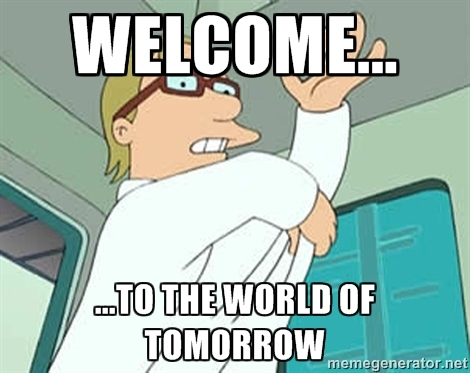 WELCOME...
...TO THE WORLD OF
TOMORROW
memegenerator.net